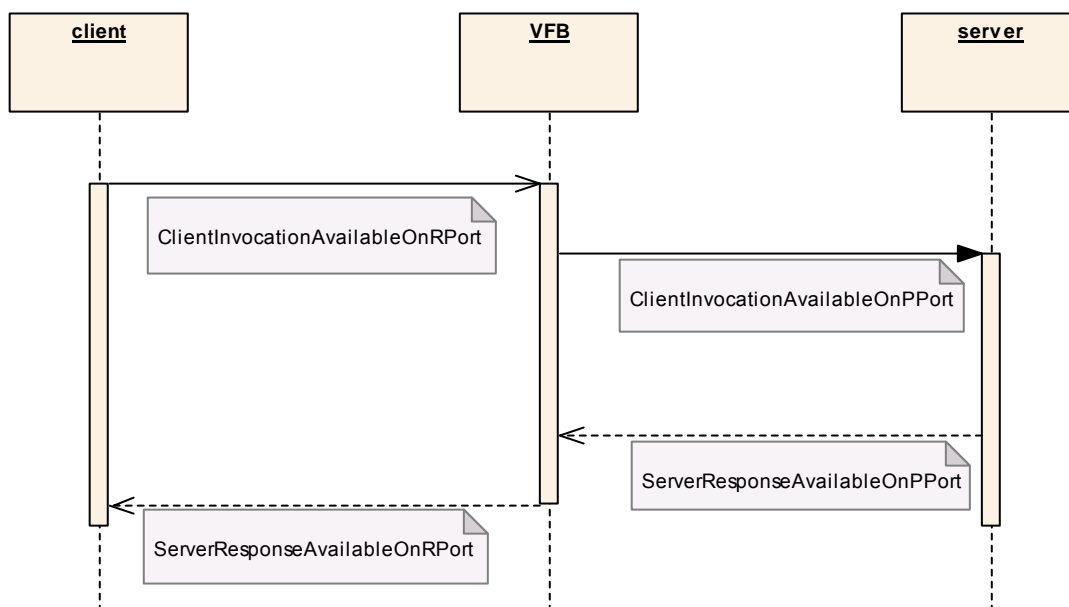 client
VFB
server
ClientInvocationAvailableOnRPort
ClientInvocationAvailableOnPPort
ServerResponseAvailableOnPPort
ServerResponseAvailableOnRPort